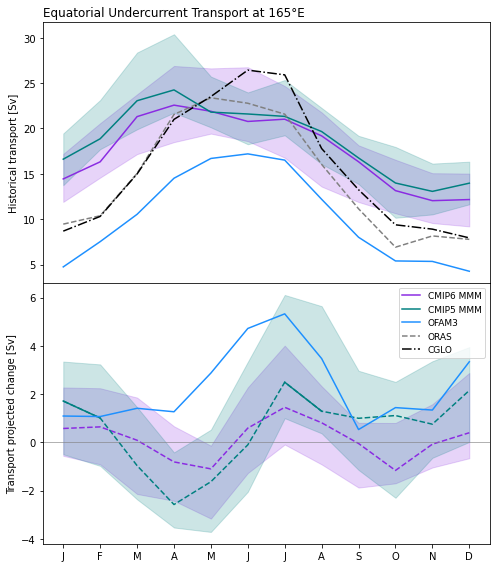 Equatorial Undercurrent Transport at 165°E
Historical transport [Sv]
30
25
20
15
10
5
Transport projected change [Sv]
6
4
2
0
−2
−4
CMIP6 MMM
CMIP5 MMM
OFAM3
ORAS
CGLO
J F M A M J J A S O N D